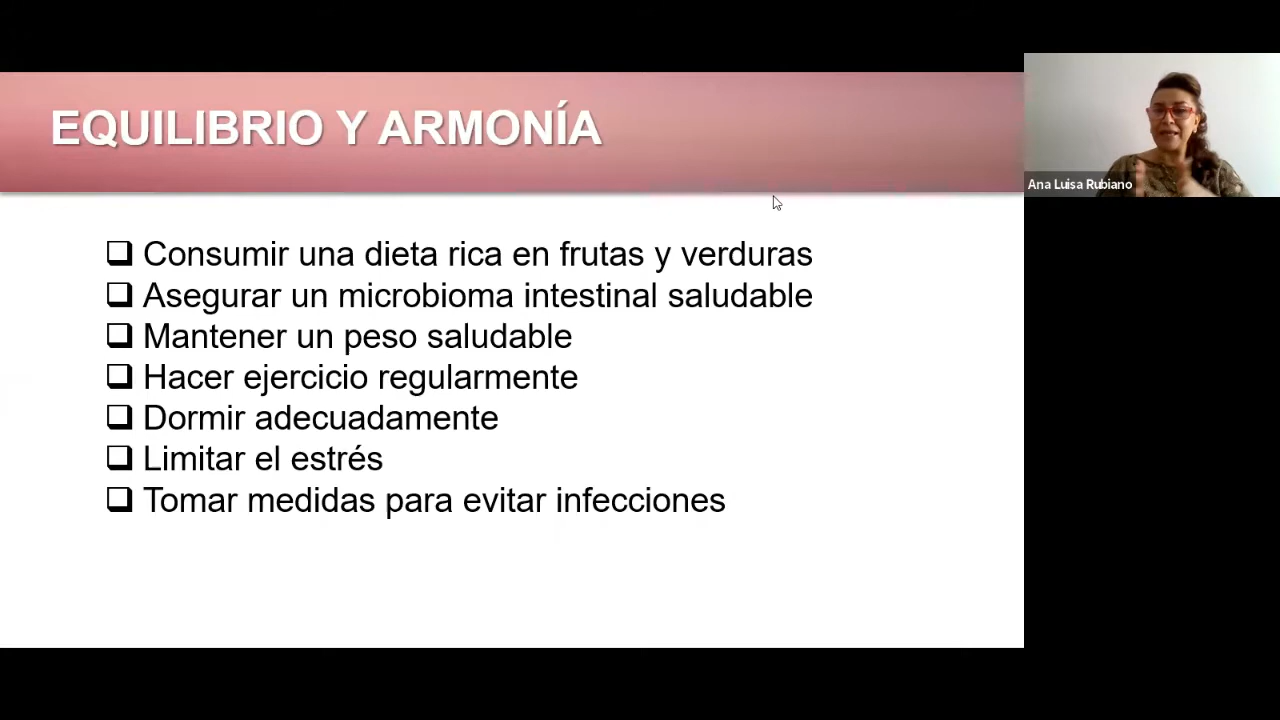 EQUILIBRIO Y ARMONÍA
Ana Luisa Rubiano
Consumir una dieta rica en frutas y verduras
Asegurar un microbioma intestinal saludable
Mantener un peso saludable
Hacer ejercicio regularmente
Dormir adecuadamente
Limitar el estrés
Tomar medidas para evitar infecciones